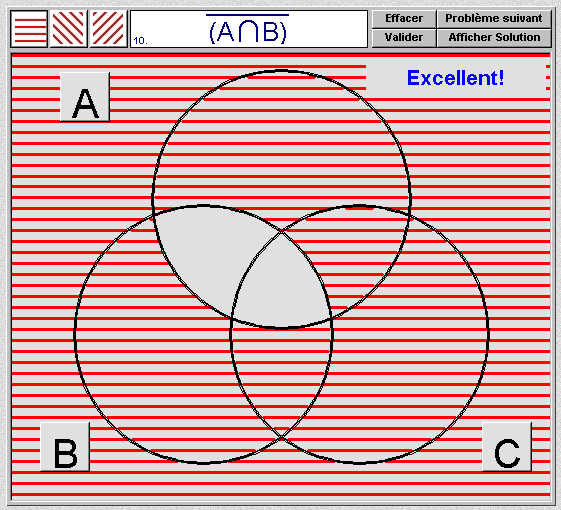 10.
(A∩B)
Effacer
Problème suivant
Valider
Afficher Solution
Excellent!
A
B
C